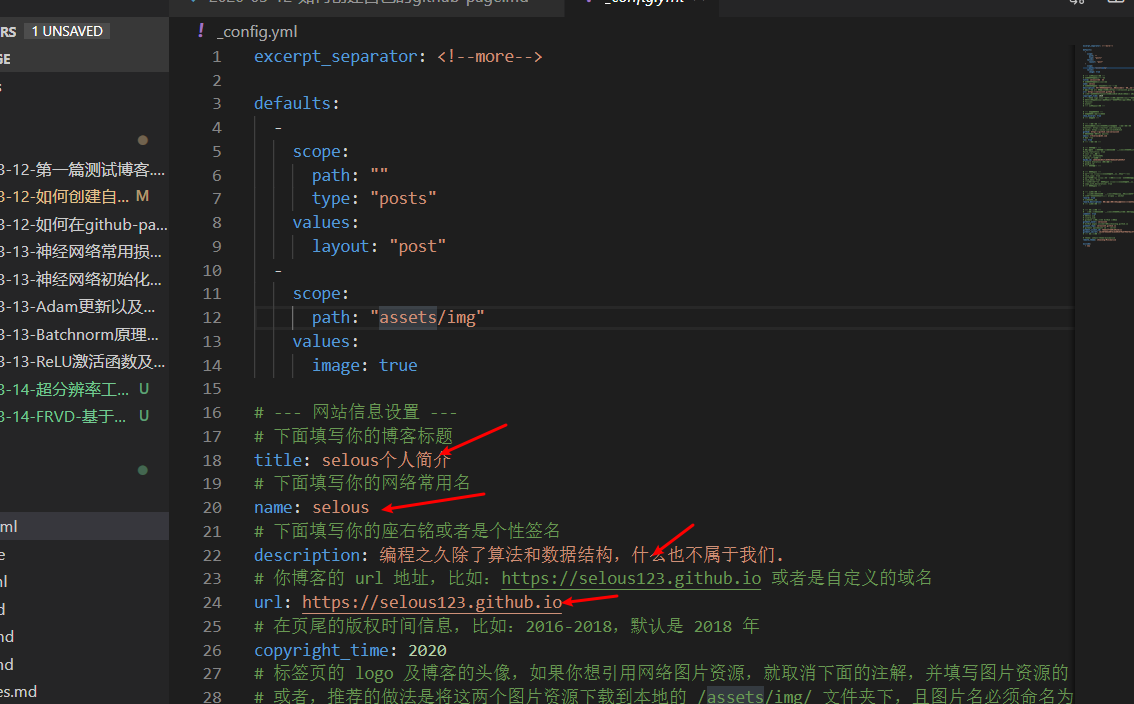 _config.yml
RS 1 UNSAVED
! _config.yml
GE
1 excerpt_separator: <!--more-->
2
3 defaults:
4 -
5 scope:
6 path: ""
7 type: "posts"
8 values:
9 layout: "post"
10 -
11 scope:
12 path: "assets/img"
13 values:
14 image: true
15
16 # --- 网站信息设置 ---
17 # 下面填写你的博客标题
18 title: selous个人简介
19 # 下面填写你的网络常用名
20 name: selous
21 # 下面填写你的座右铭或者是个性签名
22 description: 编程之久除了算法和数据结构，什么也不属于我们.
23 # 你博客的 url 地址，比如：https://selous123.github.io 或者是自定义的域名
24 url: https://selous123.github.io
25 # 在页尾的版权时间信息，比如：2016-2018，默认是 2018 年
26 copyright_time: 2020
27 # 标签页的 logo 及博客的头像，如果你想引用网络图片资源，就取消下面的注解，并填写图片资源的
28 # 或者，推荐的做法是将这两个图片资源下载到本地的 /assets/img/ 文件夹下，且图片名必须命名为
3-12-第一篇测试博客....
3-12-如何创建自... M
3-12-如何在github-pa...
3-13-神经网络常用损...
3-13-神经网络初始化...
3-13-Adam更新以及...
3-13-Batchnorm原理...
3-13-ReLU激活函数及...
3-14-超分辨率工... U
3-14-FRVD-基于... U
ml
e
ml
d
nd
nd
es.md